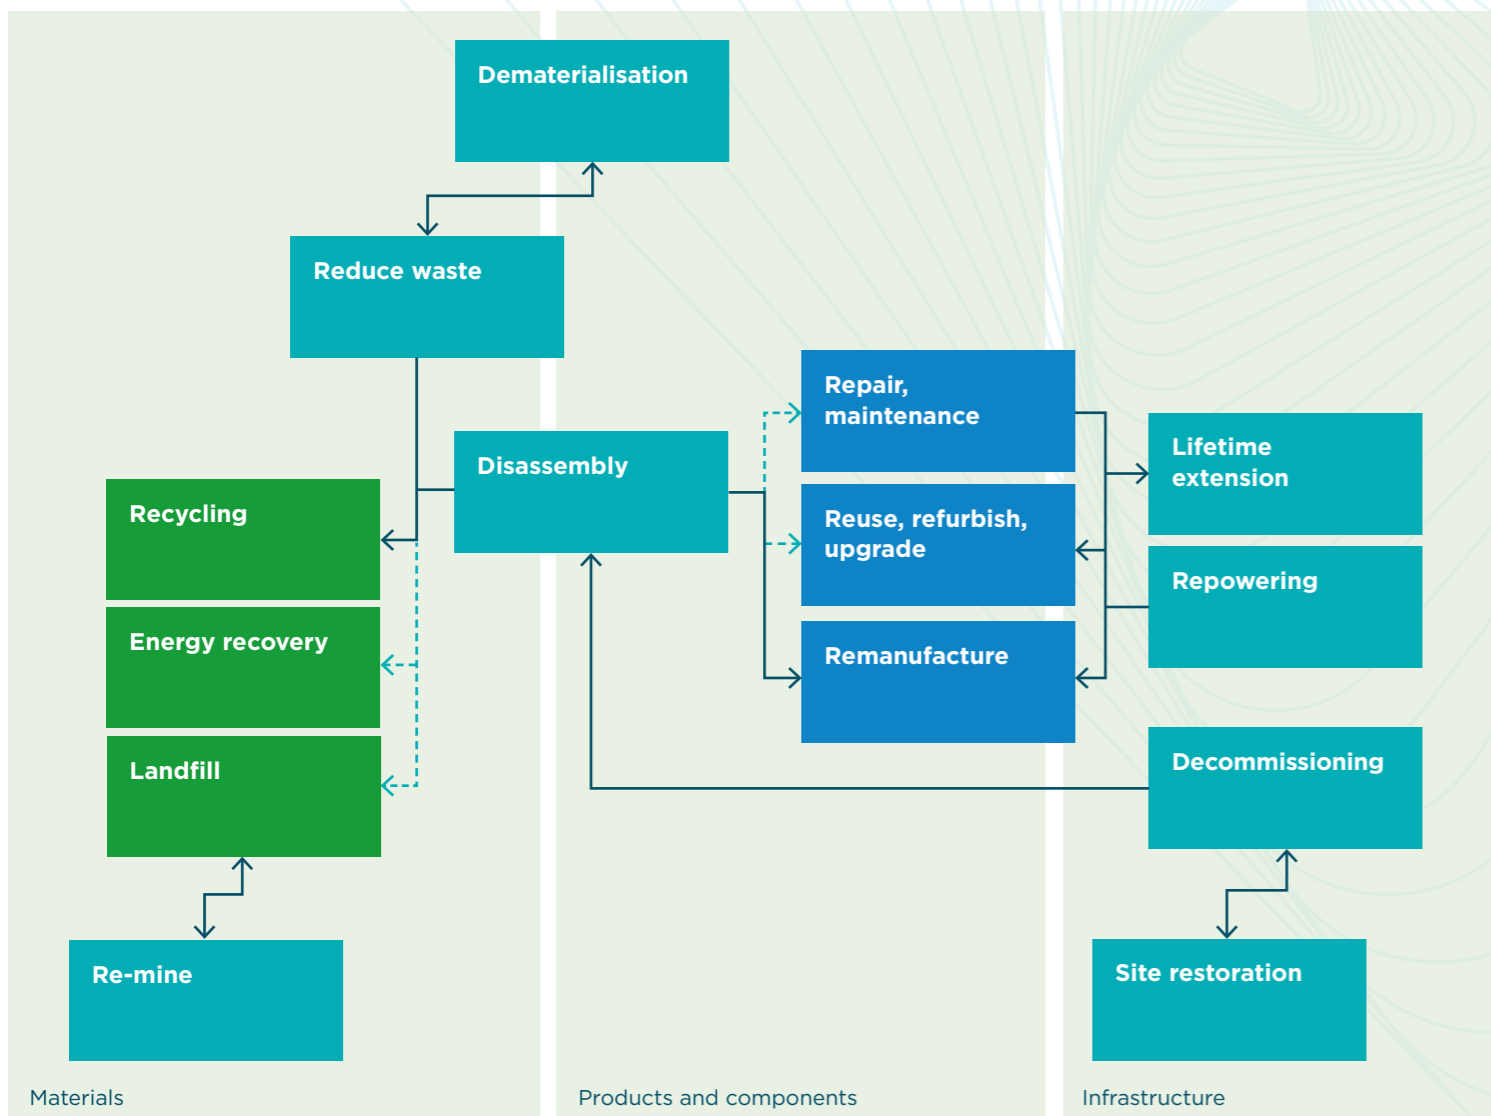 Dematerialisation
Reduce waste
Repair,
maintenance
Lifetime
extension
Disassembly
Recycling
Reuse, refurbish,
upgrade
Repowering
Energy recovery
Remanufacture
Landfill
Decommissioning
Re-mine
Site restoration
Materials
Products and components
Infrastructure